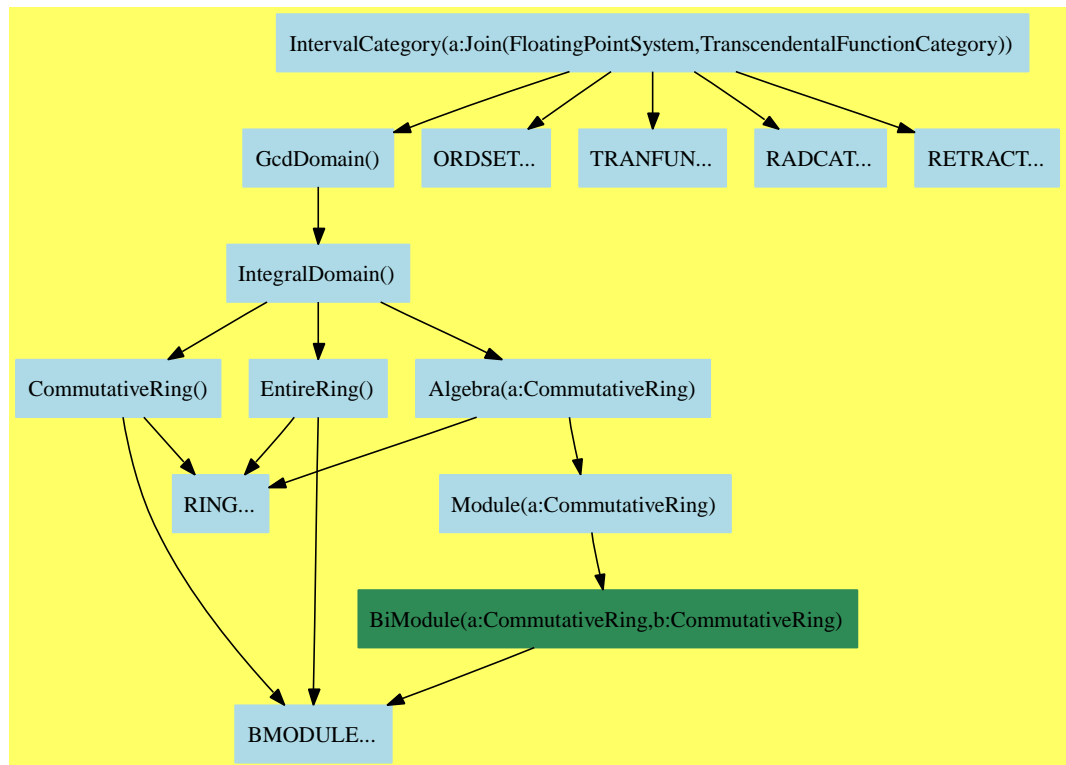 IntervalCategory(a:Join(FloatingPointSystem,TranscendentalFunctionCategory))
GcdDomain()
ORDSET...
TRANFUN...
RADCAT...
RETRACT...
IntegralDomain()
CommutativeRing()
EntireRing()
Algebra(a:CommutativeRing)
RING...
Module(a:CommutativeRing)
BiModule(a:CommutativeRing,b:CommutativeRing)
BMODULE...